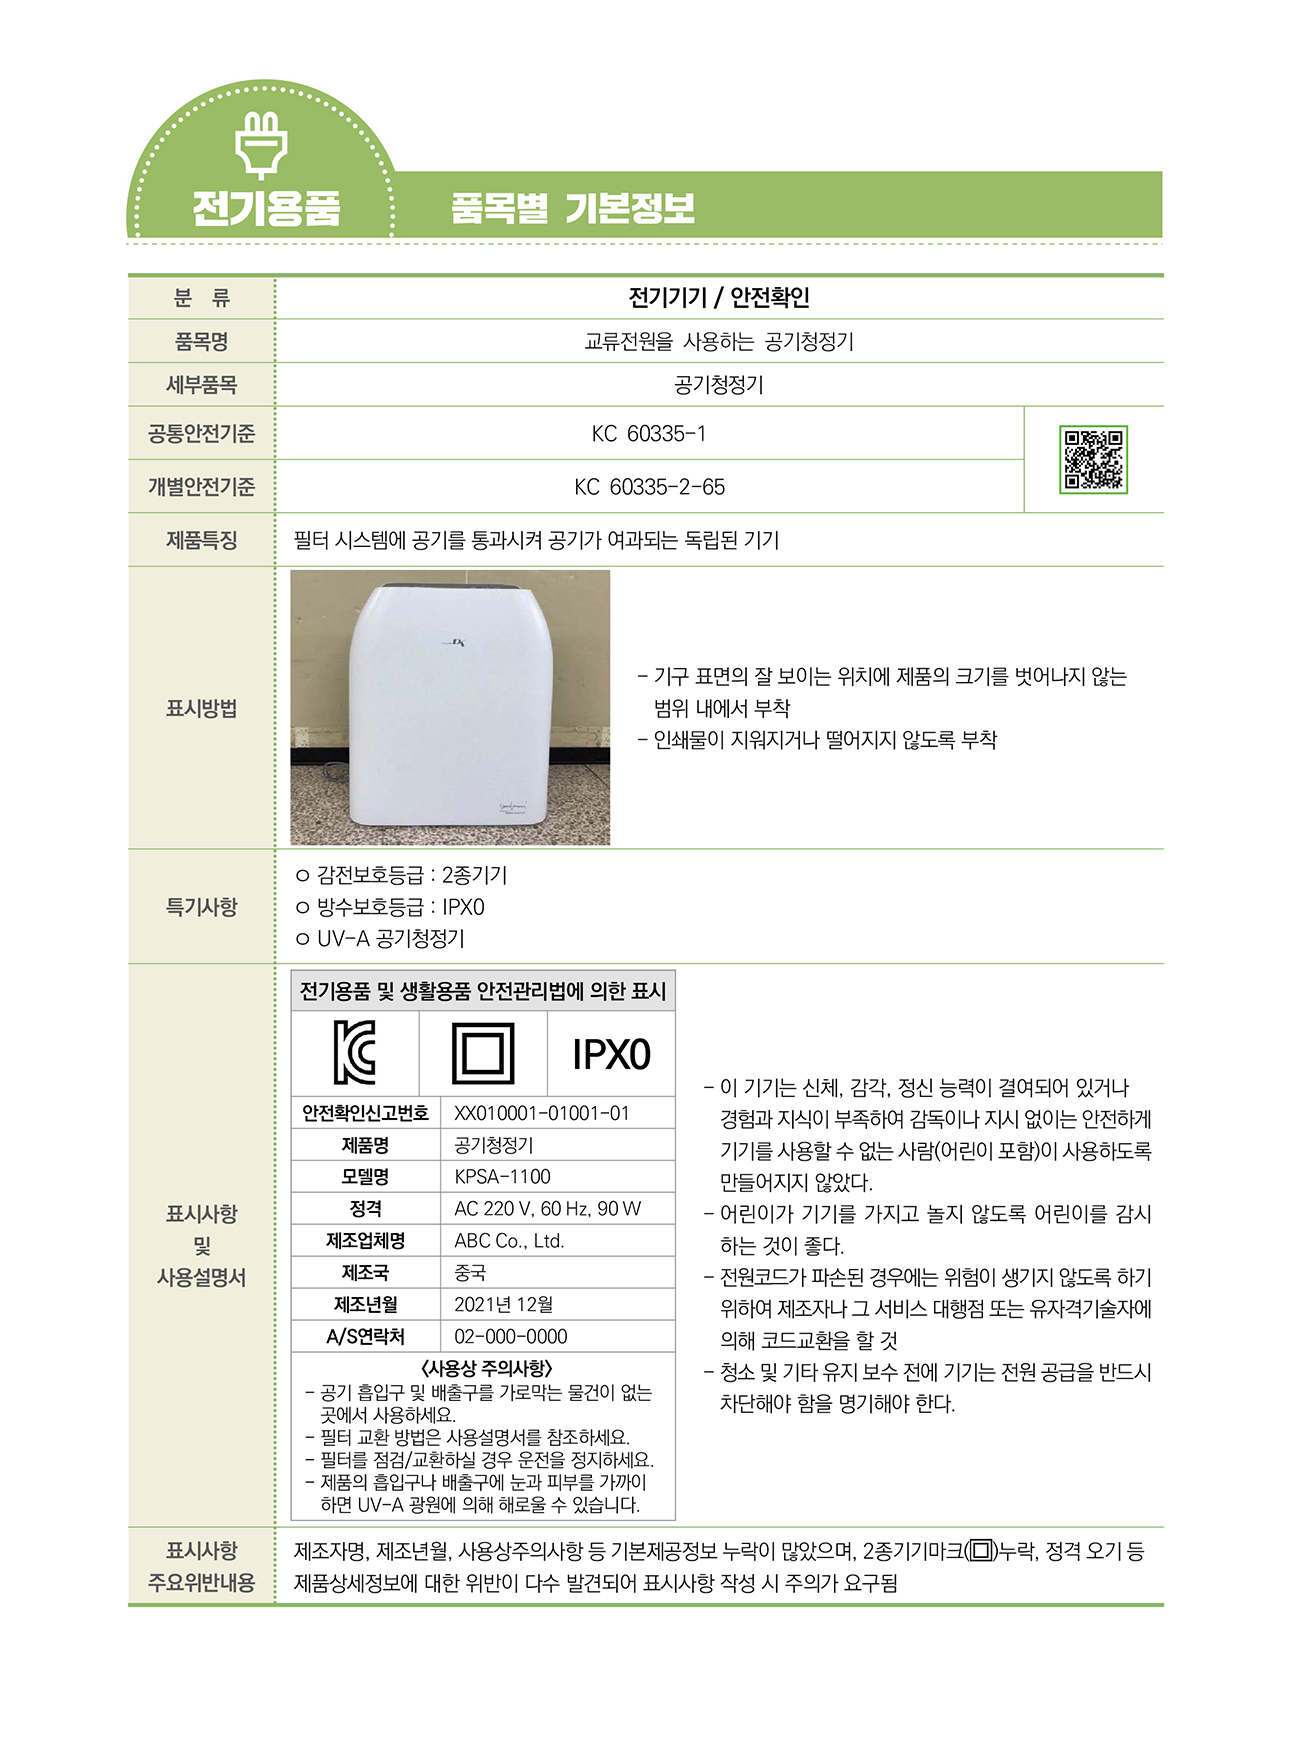 전기용품
품목별 기본정보
분 류
전기기기 / 안전확인
품목명
교류전원을 사용하는 공기청정기
세부품목
공기청정기
공통안전기준
KC 60335-1
개별안전기준
KC 60335-2-65
제품특징
필터 시스템에 공기를 통과시켜 공기가 여과되는 독립된 기기
표시방법
- 기구 표면의 잘 보이는 위치에 제품의 크기를 벗어나지 않는
범위 내에서 부착
- 인쇄물이 지워지거나 떨어지지 않도록 부착
특기사항
ㅇ 감전보호등급 : 2종기기
ㅇ 방수보호등급 : IPX0
ㅇ UV-A 공기청정기
표시사항
및
사용설명서
전기용품 및 생활용품 안전관리법에 의한 표시
KC
IPX0
안전확인신고번호 XX010001-01001-01
제품명 공기청정기
모델명 KPSA-1100
정격 AC 220 V, 60 Hz, 90 W
제조업체명 ABC Co., Ltd.
제조국 중국
제조년월 2021년 12월
A/S연락처 02-000-0000
<사용상 주의사항>
- 공기 흡입구 및 배출구를 가로막는 물건이 없는
곳에서 사용하세요.
- 필터 교환 방법은 사용설명서를 참조하세요.
- 필터를 점검/교환하실 경우 운전을 정지하세요.
- 제품의 흡입구나 배출구에 눈과 피부를 가까이
하면 UV-A 광원에 의해 해로울 수 있습니다.
- 이 기기는 신체, 감각, 정신 능력이 결여되어 있거나
경험과 지식이 부족하여 감독이나 지시 없이는 안전하게
기기를 사용할 수 없는 사람(어린이 포함)이 사용하도록
만들어지지 않았다.
- 어린이가 기기를 가지고 놀지 않도록 어린이를 감시
하는 것이 좋다.
- 전원코드가 파손된 경우에는 위험이 생기지 않도록 하기
위하여 제조자나 그 서비스 대행점 또는 유자격기술자에
의해 코드교환을 할 것
- 청소 및 기타 유지 보수 전에 기기는 전원 공급을 반드시
차단해야 함을 명기해야 한다.
표시사항
주요위반내용
제조자명, 제조년월, 사용상주의사항 등 기본제공정보 누락이 많았으며, 2종기기마크(回)누락, 정격 오기 등
제품상세정보에 대한 위반이 다수 발견되어 표시사항 작성 시 주의가 요구됨